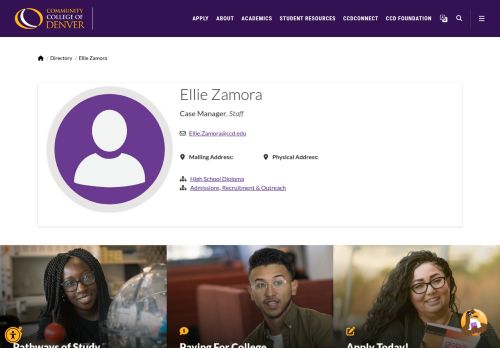 COMMUNITY
COLLEGE OF
DENVER
APPLY ABOUT ACADEMICS STUDENT RESOURCES CCDCONNECT CCD FOUNDATION
/ Directory / Ellie Zamora
Ellie Zamora
Case Manager, Staff
Ellie.Zamora@ccd.edu
Mailing Address: Physical Address:
High School Diploma
Admissions, Recruitment & Outreach
Pathways of Study Paying For College Apply Today!